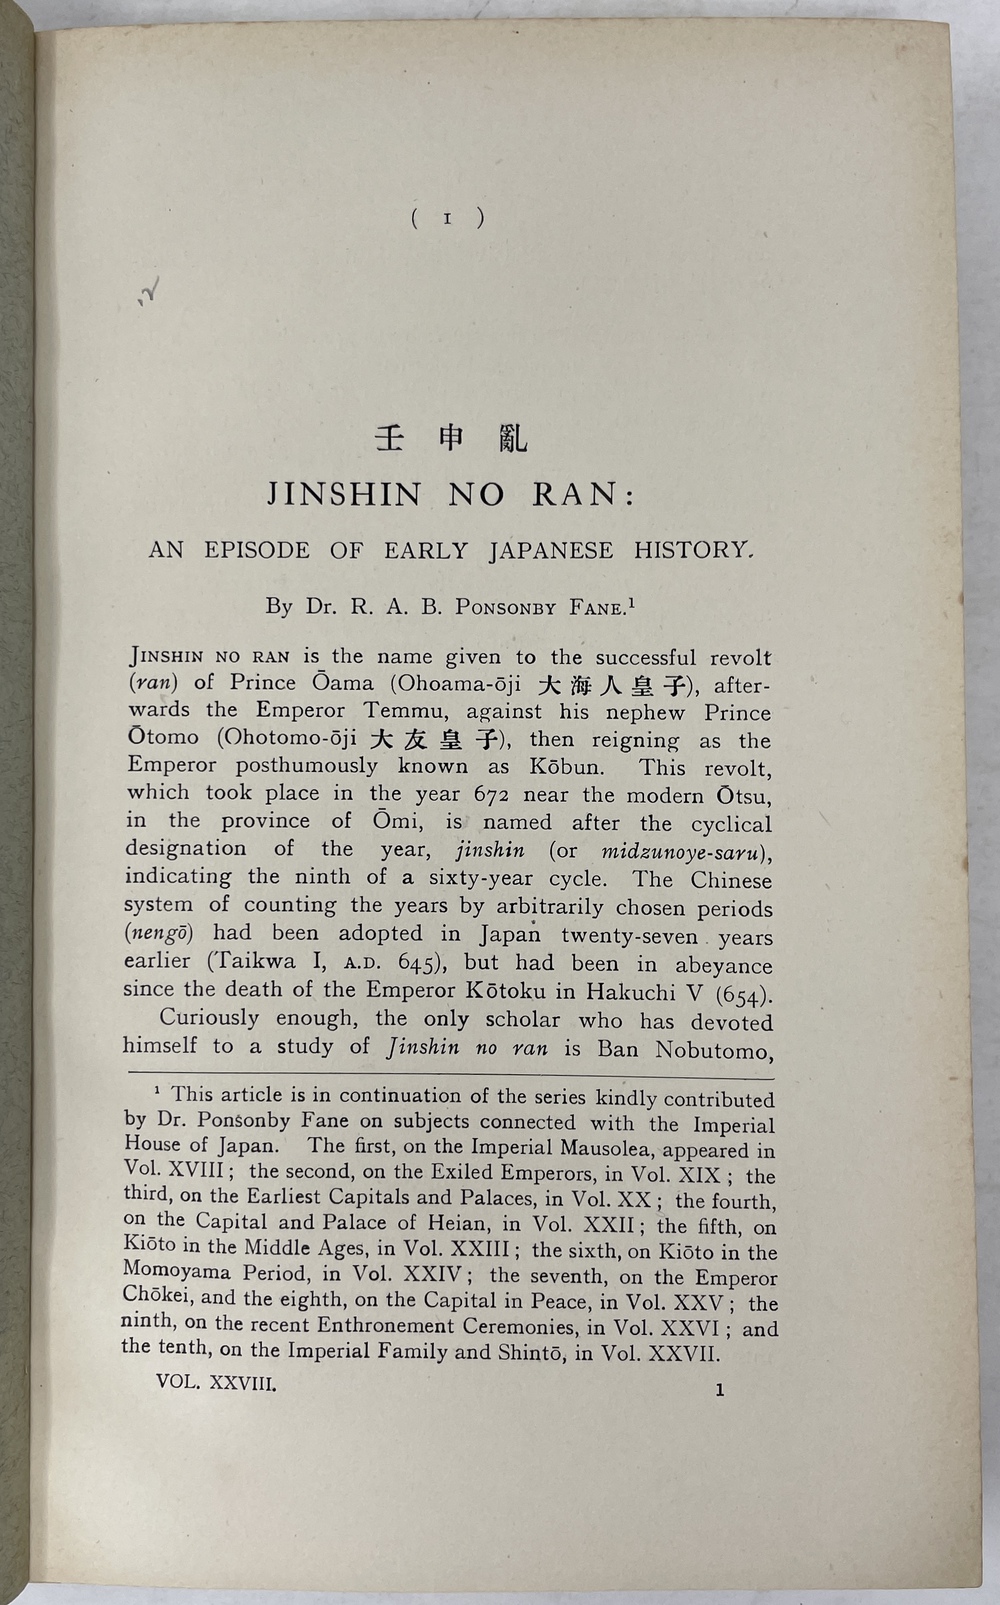 ( 1 )
壬申亂
JINSHIN NO RAN:
AN EPISODE OF EARLY JAPANESE HISTORY.
By Dr. R. A. B. Ponsonby Fane.¹
Jinshin no ran is the name given to the successful revolt
(ran) of Prince Ōama (Ohoama-ōji 大海人皇子), after-
wards the Emperor Temmu, against his nephew Prince
Ōtomo (Ohotomo-ōji 大友皇子), then reigning as the
Emperor posthumously known as Kōbun. This revolt,
which took place in the year 672 near the modern Ōtsu,
in the province of Ōmi, is named after the cyclical
designation of the year, jinshin (or midzunoye-saru),
indicating the ninth of a sixty-year cycle. The Chinese
system of counting the years by arbitrarily chosen periods
(nengō) had been adopted in Japan twenty-seven years
earlier (Taikwa I, A.D. 645), but had been in abeyance
since the death of the Emperor Kōtoku in Hakuchi V (654).
Curiously enough, the only scholar who has devoted
himself to a study of Jinshin no ran is Ban Nobutomo,
¹ This article is in continuation of the series kindly contributed
by Dr. Ponsonby Fane on subjects connected with the Imperial
House of Japan. The first, on the Imperial Mausolea, appeared in
Vol. XVIII; the second, on the Exiled Emperors, in Vol. XIX; the
third, on the Earliest Capitals and Palaces, in Vol. XX; the fourth,
on the Capital and Palace of Heian, in Vol. XXII; the fifth, on
Kiōto in the Middle Ages, in Vol. XXIII; the sixth, on Kiōto in the
Momoyama Period, in Vol. XXIV; the seventh, on the Emperor
Chōkei, and the eighth, on the Capital in Peace, in Vol. XXV; the
ninth, on the recent Enthronement Ceremonies, in Vol. XXVI; and
the tenth, on the Imperial Family and Shintō, in Vol. XXVII.
VOL. XXVIII.
1